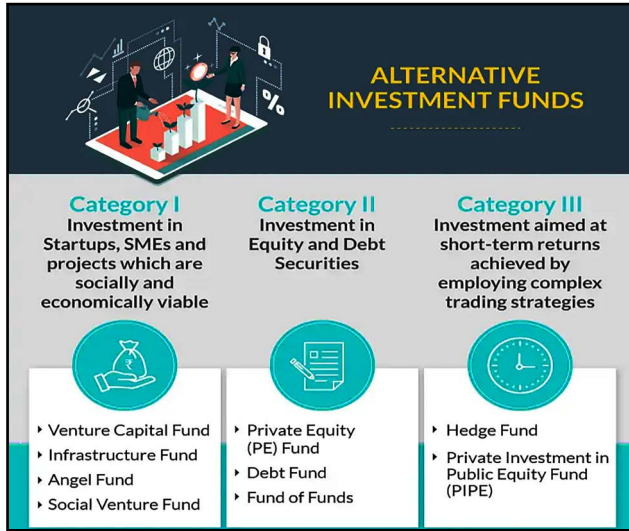 ALTERNATIVE
INVESTMENT FUNDS
%
Category I
Investment in
Startups, SMEs and
projects which are
socially and
economically viable
₹
‣ Venture Capital Fund
‣ Infrastructure Fund
‣ Angel Fund
‣ Social Venture Fund
Category II
Investment in
Equity and Debt
Securities
‣ Private Equity
(PE) Fund
‣ Debt Fund
‣ Fund of Funds
Category III
Investment aimed at
short-term returns
achieved by
employing complex
trading strategies
‣ Hedge Fund
‣ Private Investment in
Public Equity Fund
(PIPE)